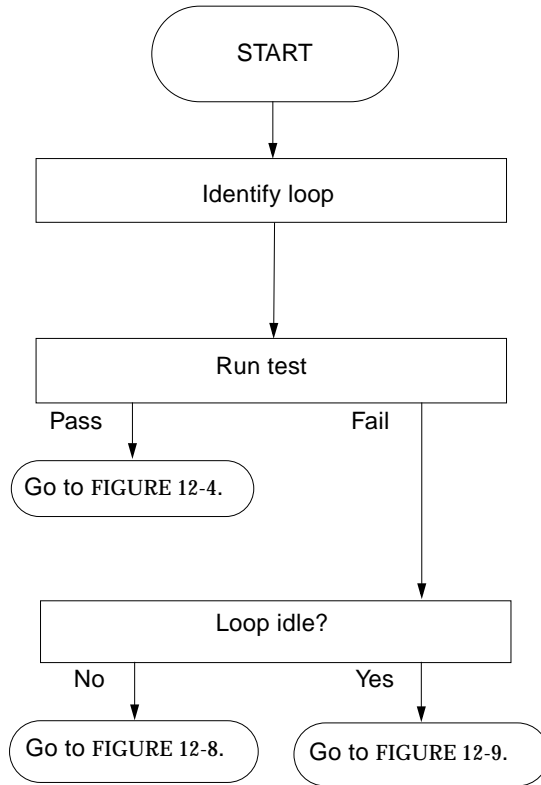 START
Identify loop
Run test
Pass
Fail
Go to FIGURE 12-4.
Loop idle?
No
Yes
Go to FIGURE 12-8.
Go to FIGURE 12-9.